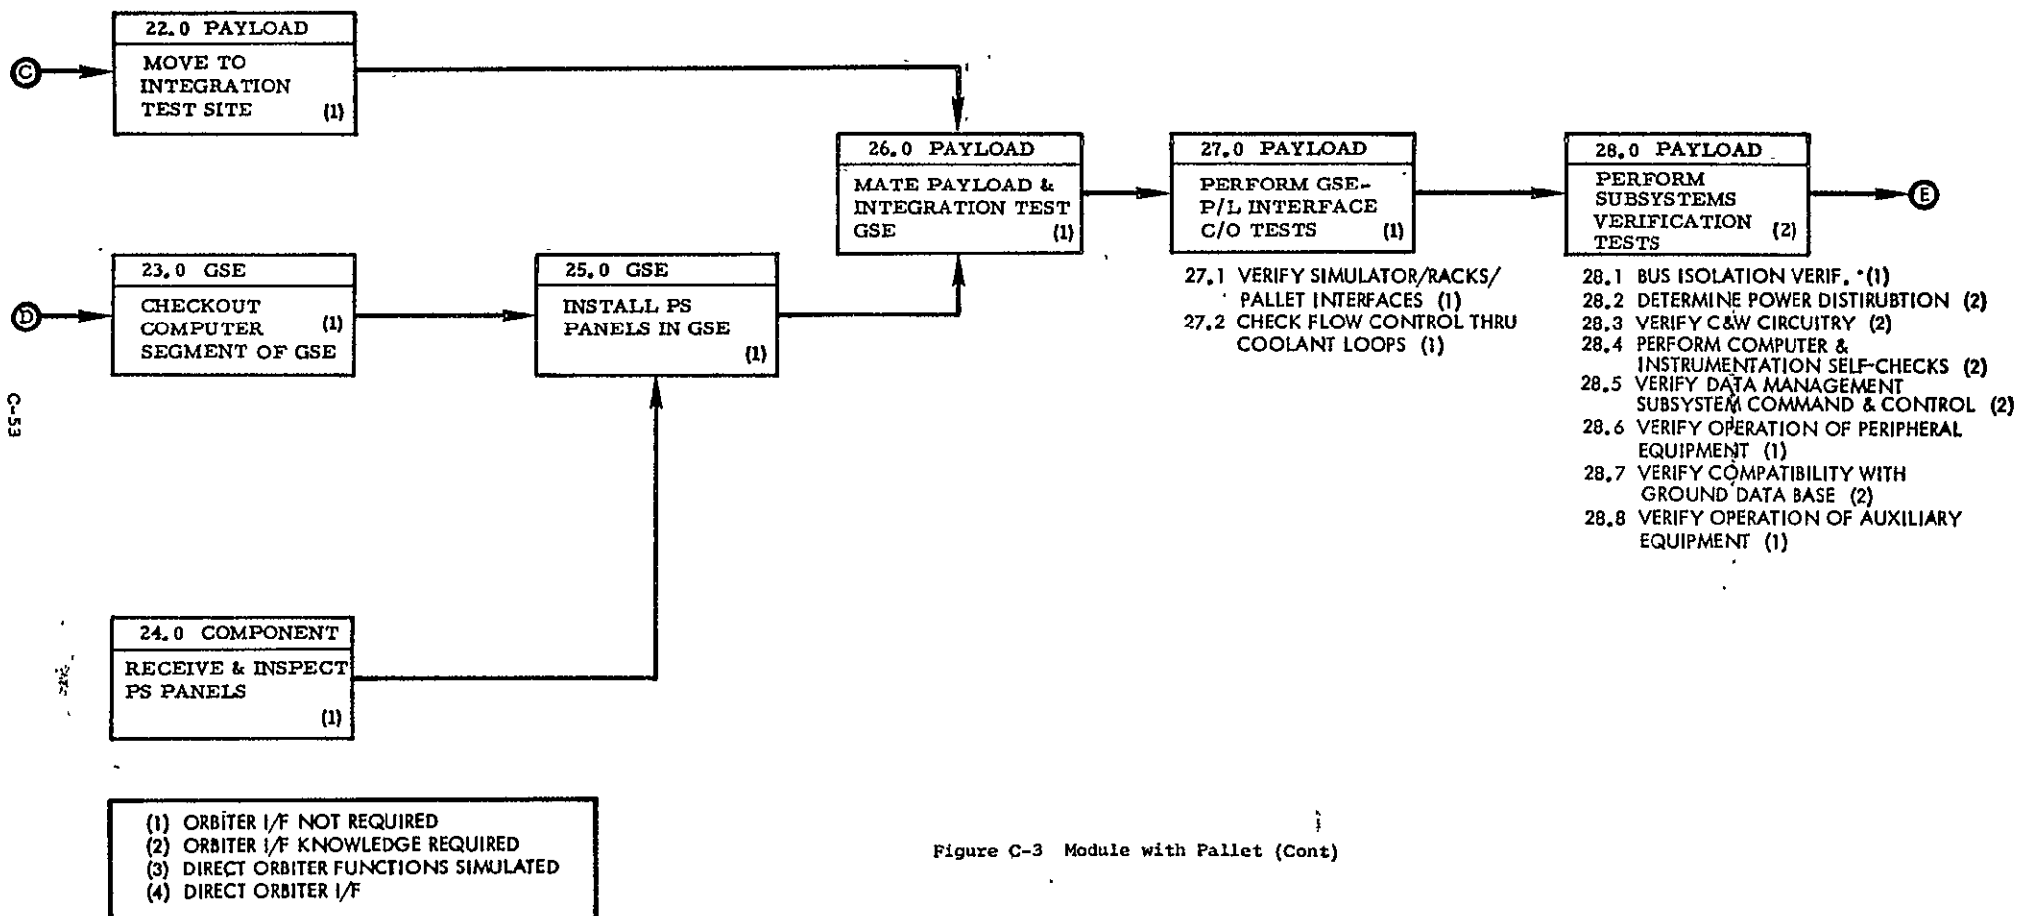 C
22.0 PAYLOAD
MOVE TO
INTEGRATION
TEST SITE (1)
D
23.0 GSE
CHECKOUT
COMPUTER (1)
SEGMENT OF GSE
24.0 COMPONENT
RECEIVE & INSPECT
PS PANELS
(1)
25.0 GSE
INSTALL PS
PANELS IN GSE
(1)
26.0 PAYLOAD
MATE PAYLOAD &
INTEGRATION TEST
GSE (1)
27.0 PAYLOAD
PERFORM GSE-
P/L INTERFACE
C/O TESTS (1)
27.1 VERIFY SIMULATOR/RACKS/
PALLET INTERFACES (1)
27.2 CHECK FLOW CONTROL THRU
COOLANT LOOPS (1)
28.0 PAYLOAD
PERFORM
SUBSYSTEMS
VERIFICATION (2)
TESTS
28.1 BUS ISOLATION VERIF. (1)
28.2 DETERMINE POWER DISTIRUBTION (2)
28.3 VERIFY C&W CIRCUITRY (2)
28.4 PERFORM COMPUTER &
INSTRUMENTATION SELF-CHECKS (2)
28.5 VERIFY DATA MANAGEMENT
SUBSYSTEM COMMAND & CONTROL (2)
28.6 VERIFY OPERATION OF PERIPHERAL
EQUIPMENT (1)
28.7 VERIFY COMPATIBILITY WITH
GROUND DATA BASE (2)
28.8 VERIFY OPERATION OF AUXILIARY
EQUIPMENT (1)
E
C-53
(1) ORBITER I/F NOT REQUIRED
(2) ORBITER I/F KNOWLEDGE REQUIRED
(3) DIRECT ORBITER FUNCTIONS SIMULATED
(4) DIRECT ORBITER I/F
Figure C-3 Module with Pallet (Cont)